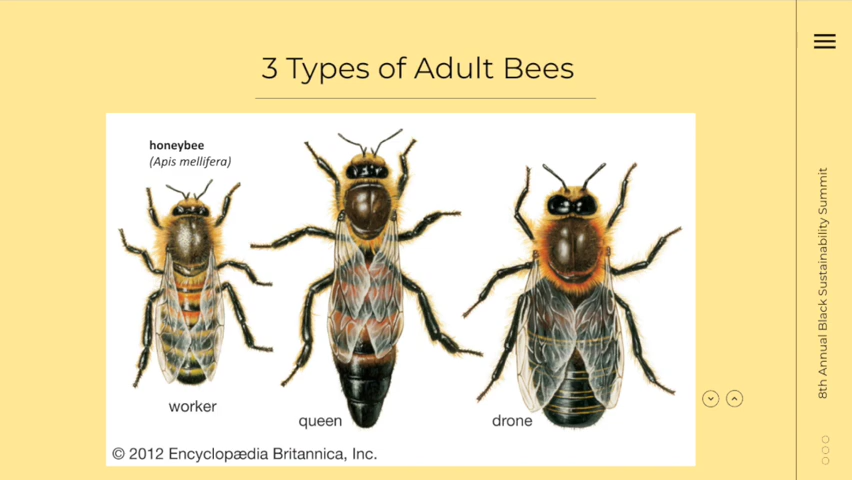 3 Types of Adult Bees
honeybee
(Apis mellifera)
worker
queen
drone
© 2012 Encyclopædia Britannica, Inc.
8th Annual Black Sustainability Summit